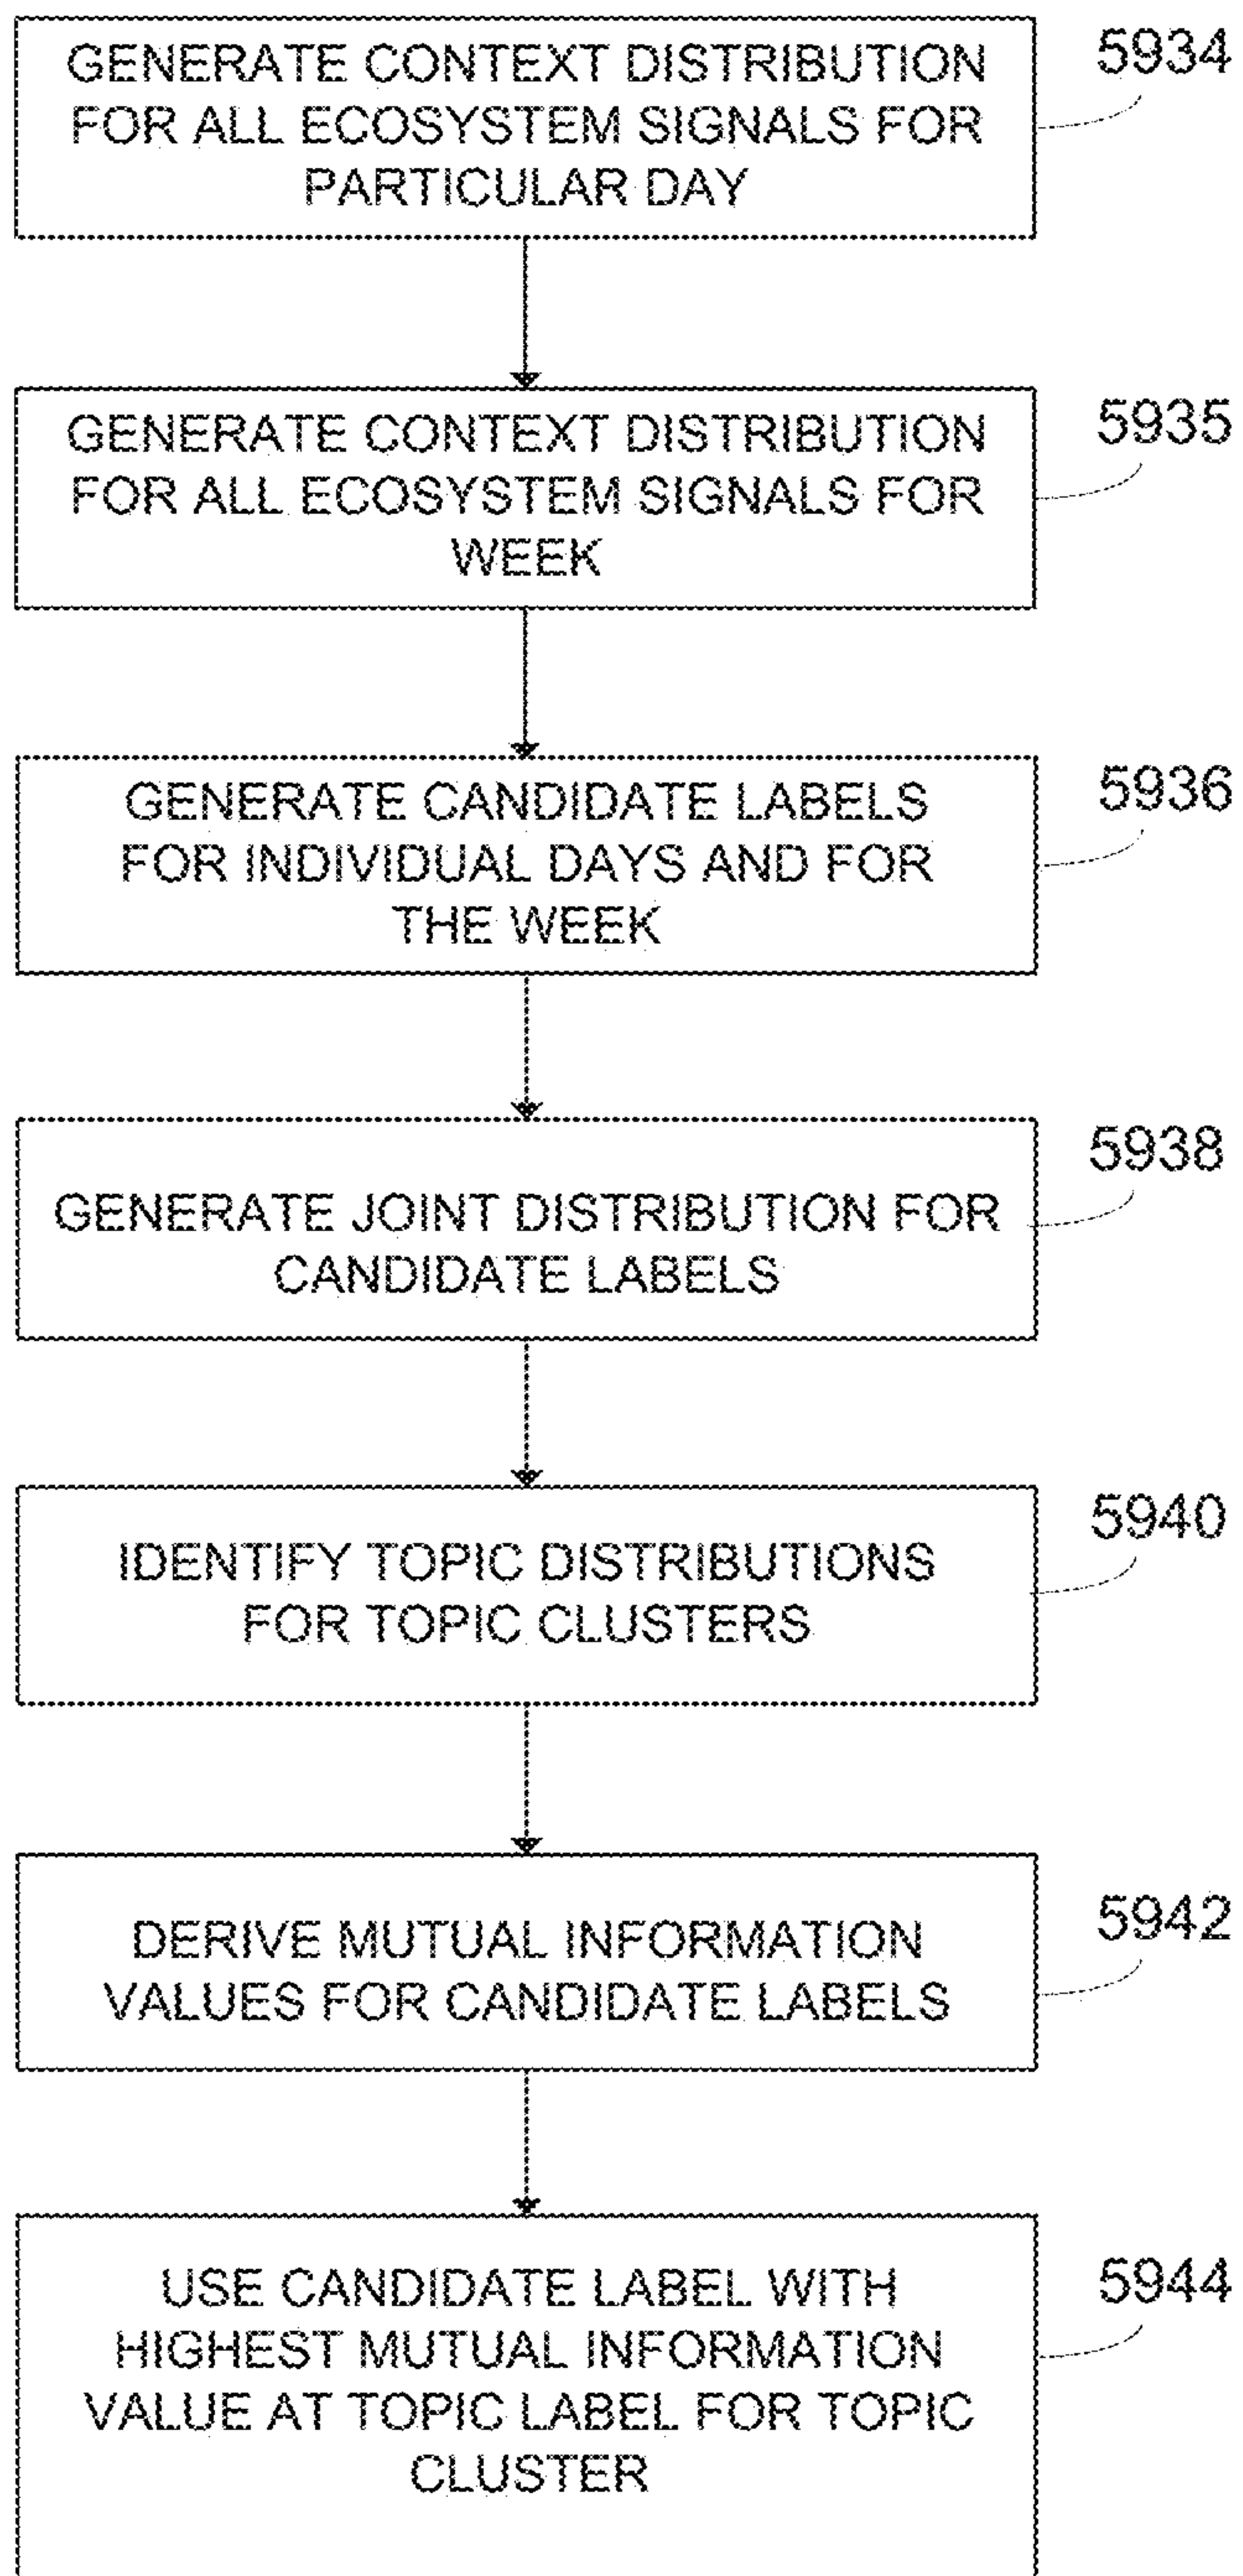 GENERATE CONTEXT DISTRIBUTION
FOR ALL ECOSYSTEM SIGNALS FOR
PARTICULAR DAY
5934
GENERATE CONTEXT DISTRIBUTION
FOR ALL ECOSYSTEM SIGNALS FOR
WEEK
5935
GENERATE CANDIDATE LABELS
FOR INDIVIDUAL DAYS AND FOR
THE WEEK
5936
GENERATE JOINT DISTRIBUTION FOR
CANDIDATE LABELS
5938
IDENTIFY TOPIC DISTRIBUTIONS
FOR TOPIC CLUSTERS
5940
DERIVE MUTUAL INFORMATION
VALUES FOR CANDIDATE LABELS
5942
USE CANDIDATE LABEL WITH
HIGHEST MUTUAL INFORMATION
VALUE AT TOPIC LABEL FOR TOPIC
CLUSTER
5944